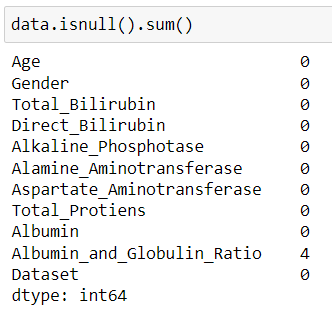 data.isnull().sum()
Age 0
Gender 0
Total_Bilirubin 0
Direct_Bilirubin 0
Alkaline_Phosphotase 0
Alamine_Aminotransferase 0
Aspartate_Aminotransferase 0
Total_Protiens 0
Albumin 0
Albumin_and_Globulin_Ratio 4
Dataset 0
dtype: int64